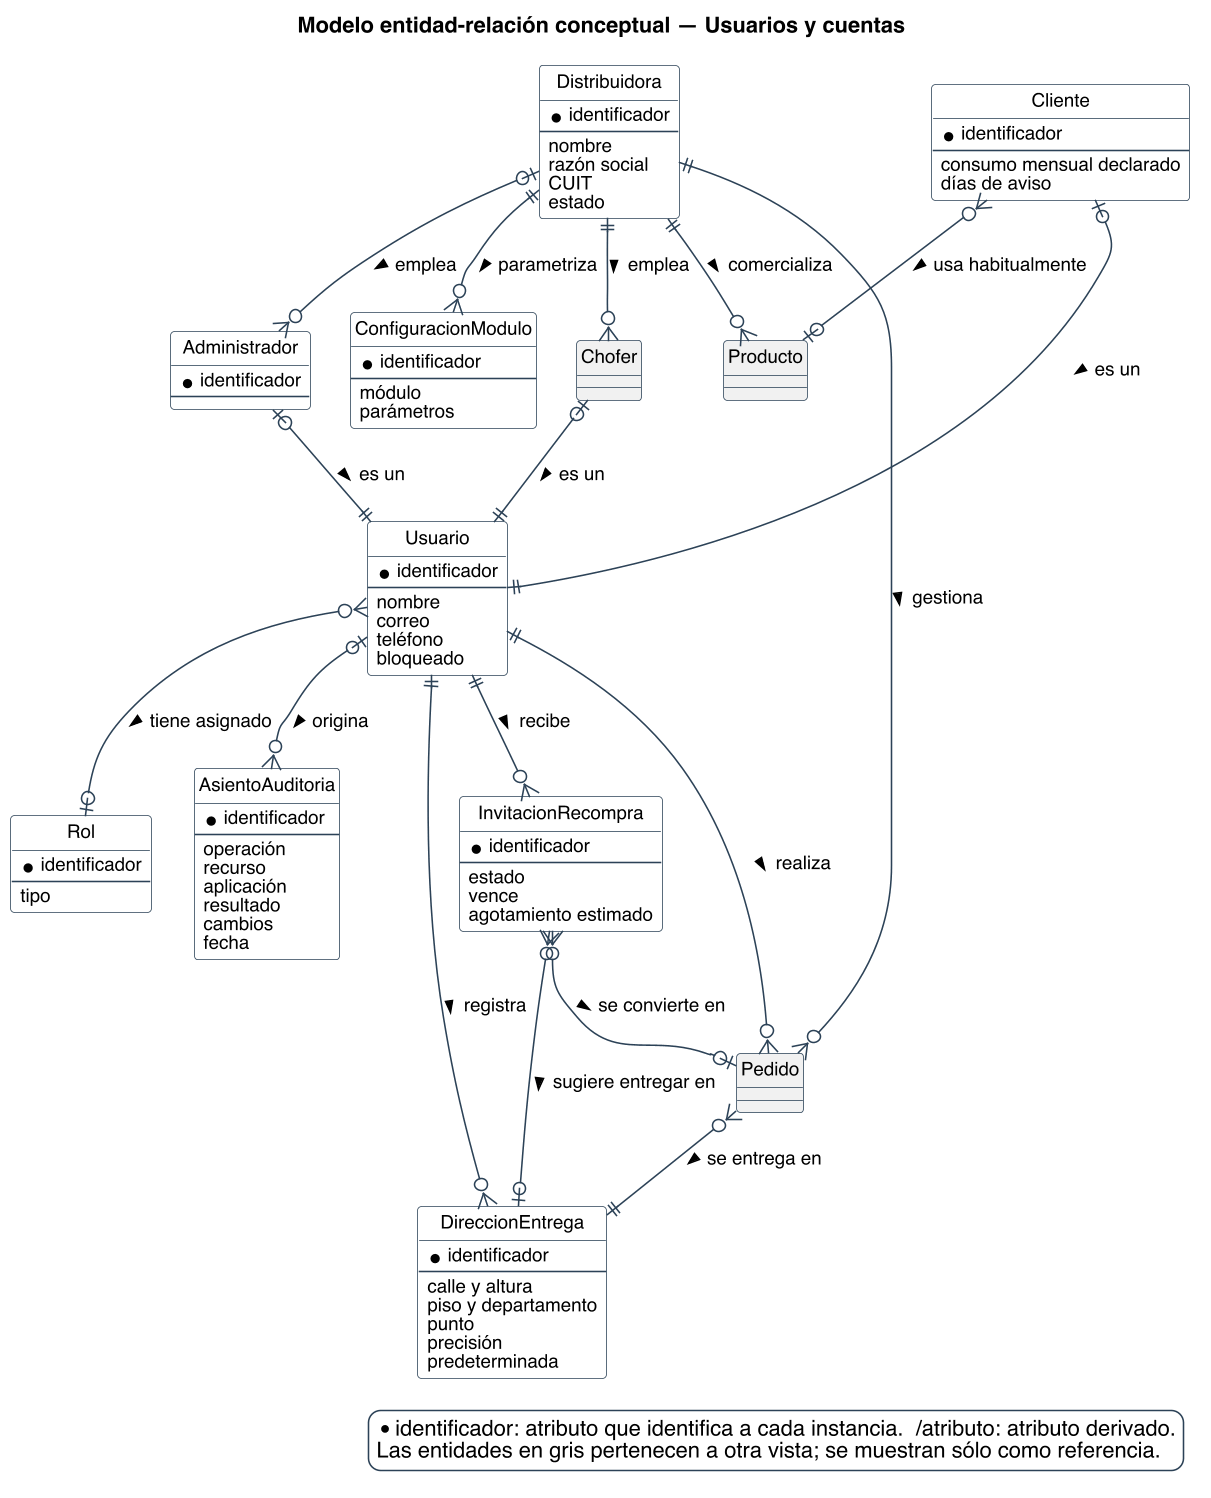 Modelo entidad-relación conceptual — Usuarios y cuentas
Distribuidora
identificador
nombre
razón social
CUIT
estado
Cliente
identificador
consumo mensual declarado
días de aviso
emplea
parametriza
emplea
comercializa
usa habitualmente
Administrador
identificador
ConfiguracionModulo
identificador
módulo
parámetros
Chofer
Producto
es un
es un
es un
Usuario
identificador
nombre
correo
teléfono
bloqueado
gestiona
tiene asignado
origina
recibe
Rol
identificador
tipo
AsientoAuditoria
identificador
operación
recurso
aplicación
resultado
cambios
fecha
InvitacionRecompra
identificador
estado
vence
agotamiento estimado
realiza
registra
se convierte en
sugiere entregar en
Pedido
se entrega en
DireccionEntrega
identificador
calle y altura
piso y departamento
punto
precisión
predeterminada
• identificador: atributo que identifica a cada instancia.  /atributo: atributo derivado.
Las entidades en gris pertenecen a otra vista; se muestran sólo como referencia.